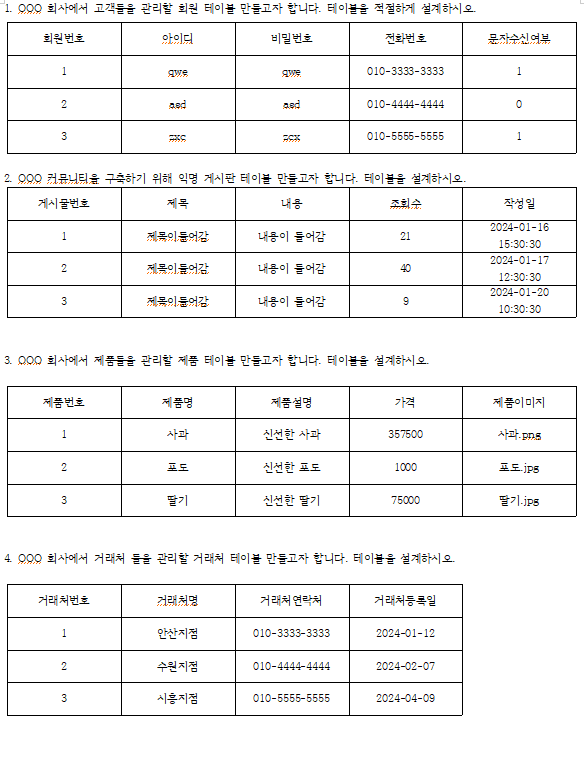 1. OOO 회사에서 고객들을 관리할 회원 테이블 만들고자 합니다. 테이블을 적절하게 설계하시오.
회원번호 아이디 비밀번호 전화번호 문자수신여부
1 qwe qwe 010-3333-3333 1
2 asd asd 010-4444-4444 0
3 zxc zcx 010-5555-5555 1
2. OOO 커뮤니티을 구축하기 위해 익명 게시판 테이블 만들고자 합니다. 테이블을 설계하시오.
게시물번호 제목 내용 조회수 작성일
1 제목이들어감 내용이 들어감 21 2024-01-16 15:30:30
2 제목이들어감 내용이 들어감 40 2024-01-17 12:30:30
3 제목이들어감 내용이 들어감 9 2024-01-20 10:30:30
3. OOO 회사에서 제품들을 관리할 제품 테이블 만들고자 합니다. 테이블을 설계하시오.
제품번호 제품명 제품설명 가격 제품이미지
1 사과 신선한 사과 357500 사과.png
2 포도 신선한 포도 1000 포도.jpg
3 딸기 신선한 딸기 75000 딸기.jpg
4. OOO 회사에서 거래처 들을 관리할 거래처 테이블 만들고자 합니다. 테이블을 설계하시오.
거래처번호 거래처명 거래처연락처 거래처등록일
1 안산지점 010-3333-3333 2024-01-12
2 수원지점 010-4444-4444 2024-02-07
3 시흥지점 010-5555-5555 2024-04-09